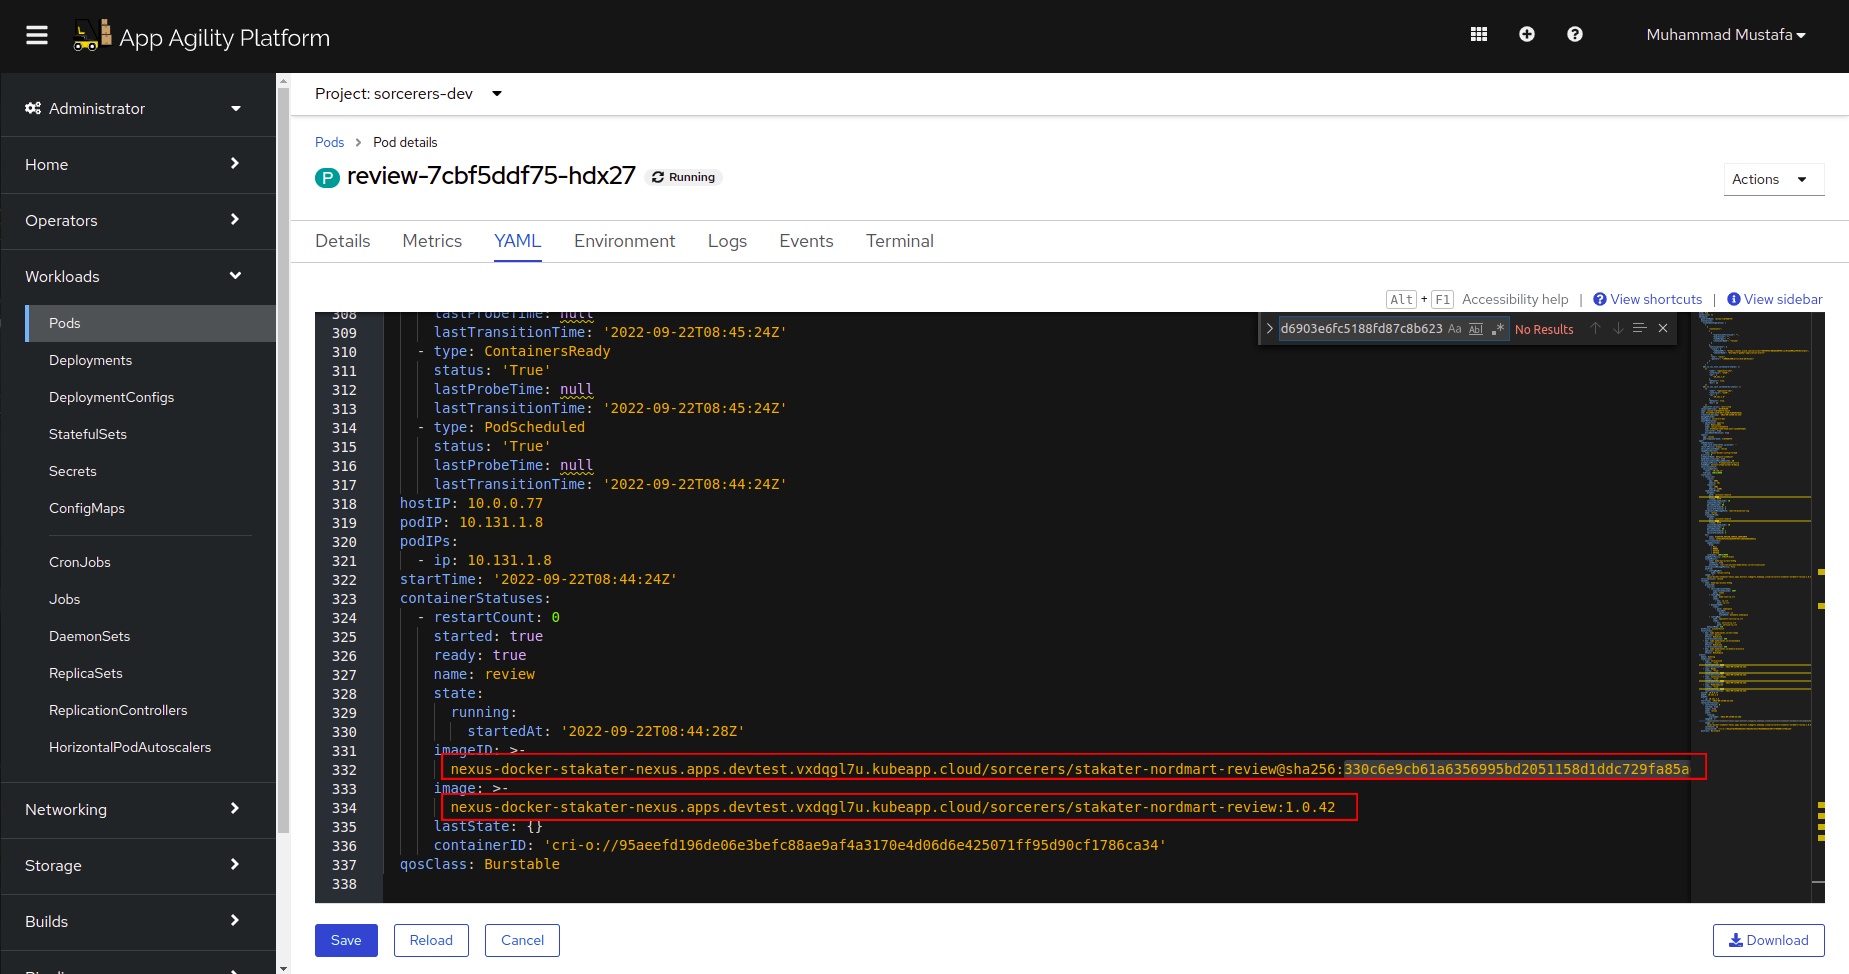 App Agility Platform
Muhammad Mustafa
Administrator
Home
Operators
Workloads
Pods
Deployments
DeploymentConfigs
StatefulSets
Secrets
ConfigMaps
CronJobs
Jobs
DaemonSets
ReplicaSets
ReplicationControllers
HorizontalPodAutoscalers
Networking
Storage
Builds
Project: sorcerers-dev
Pods > Pod details
P review-7cbf5ddf75-hdx27 Running
Actions
Details Metrics YAML Environment Logs Events Terminal
Alt + F1 Accessibility help | View shortcuts | View sidebar
d6903e6fc5188fd87c8b623 Aa Abl .* No Results
308 lastProbeTime: null
309 lastTransitionTime: '2022-09-22T08:45:24Z'
310 - type: ContainersReady
311 status: 'True'
312 lastProbeTime: null
313 lastTransitionTime: '2022-09-22T08:45:24Z'
314 - type: PodScheduled
315 status: 'True'
316 lastProbeTime: null
317 lastTransitionTime: '2022-09-22T08:44:24Z'
318 hostIP: 10.0.0.77
319 podIP: 10.131.1.8
320 podIPs:
321 - ip: 10.131.1.8
322 startTime: '2022-09-22T08:44:24Z'
323 containerStatuses:
324 - restartCount: 0
325 started: true
326 ready: true
327 name: review
328 state:
329 running:
330 startedAt: '2022-09-22T08:44:28Z'
331 imageID: >-
332 nexus-docker-stakater-nexus.apps.devtest.vxdqgl7u.kubeapp.cloud/sorcerers/stakater-nordmart-review@sha256:330c6e9cb61a6356995bd2051158d1ddc729fa85a
333 image: >-
334 nexus-docker-stakater-nexus.apps.devtest.vxdqgl7u.kubeapp.cloud/sorcerers/stakater-nordmart-review:1.0.42
335 lastState: {}
336 containerID: 'cri-o://95aeefd196de06e3befc88ae9af4a3170e4d06d6e425071ff95d90cf1786ca34'
337 qosClass: Burstable
338
Save Reload Cancel Download